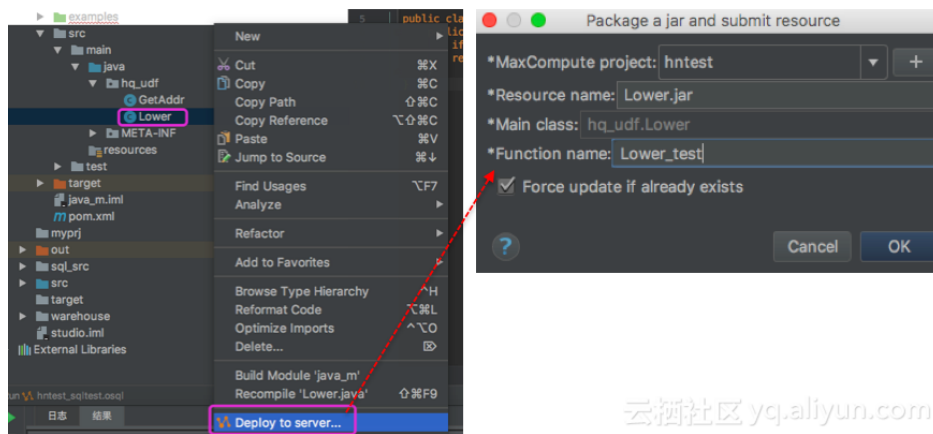 examples
src
main
java
hq_udf
GetAddr
Lower
META-INF
resources
test
target
java_m.iml
pom.xml
myprj
out
sql_src
src
target
warehouse
studio.iml
External Libraries
hntest_sqltest.osql
日志 结果
5 public cla
New
Cut ⌘X
Copy ⌘C
Copy Path ⇧⌘C
Copy Reference ⌥⇧⌘C
Paste ⌘V
Jump to Source ⌘↓
Find Usages ⌥F7
Analyze
Refactor
Add to Favorites
Browse Type Hierarchy ^H
Reformat Code ⌥⌘L
Optimize Imports ^⌥O
Delete... ⌦
Build Module 'java_m'
Recompile 'Lower.java' ⇧⌘F9
Deploy to server...
Package a jar and submit resource
*MaxCompute project: hntest
*Resource name: Lower.jar
*Main class: hq_udf.Lower
*Function name: Lower_test
Force update if already exists
? Cancel OK
云栖社区 yq.aliyun.com